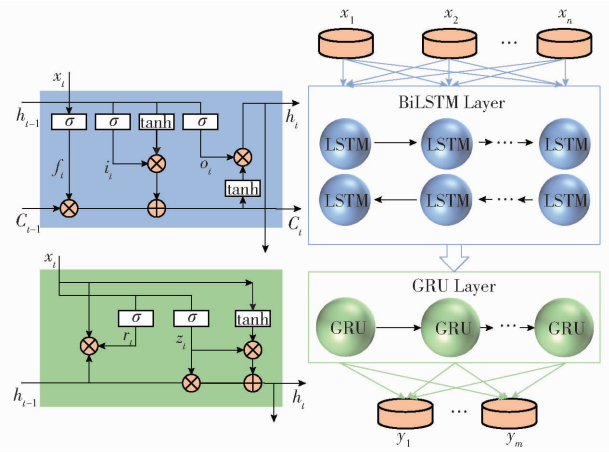 x_t
h_{t-1}
σ
σ
tanh
σ
h_t
f_t
i_t
o_t
tanh
C_{t-1}
C_t
x_t
σ
σ
tanh
r_t
z_t
h_{t-1}
h_t
x_1
x_2
...
x_n
BiLSTM Layer
LSTM
LSTM
...
LSTM
LSTM
LSTM
...
LSTM
GRU Layer
GRU
GRU
...
GRU
...
y_1
y_m